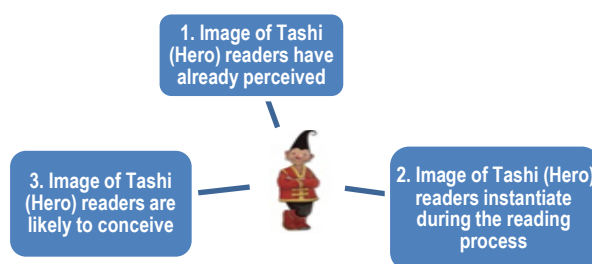 1. Image of Tashi
(Hero) readers have
already perceived
2. Image of Tashi (Hero)
readers instantiate
during the reading
process
3. Image of Tashi
(Hero) readers are
likely to conceive